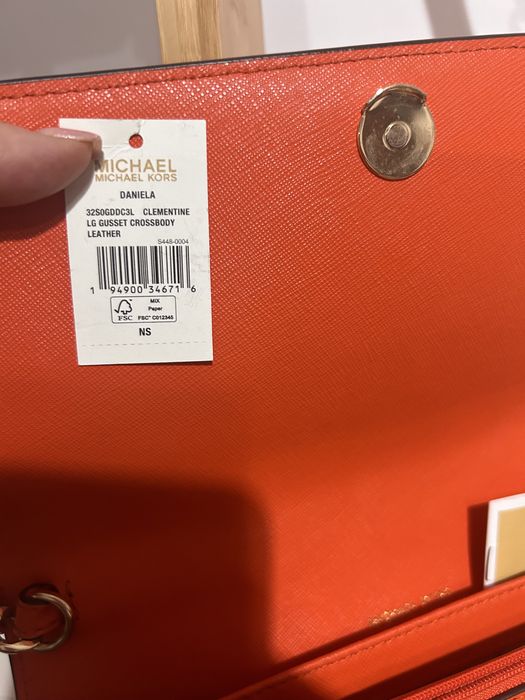 MICHAEL
MICHAEL KORS
DANIELA
32S0GDDC3L CLEMENTINE
LG GUSSET CROSSBODY
LEATHER
S448-0004
1 94900 34671 6
FSC
MIX
Paper
FSC® C012345
NS